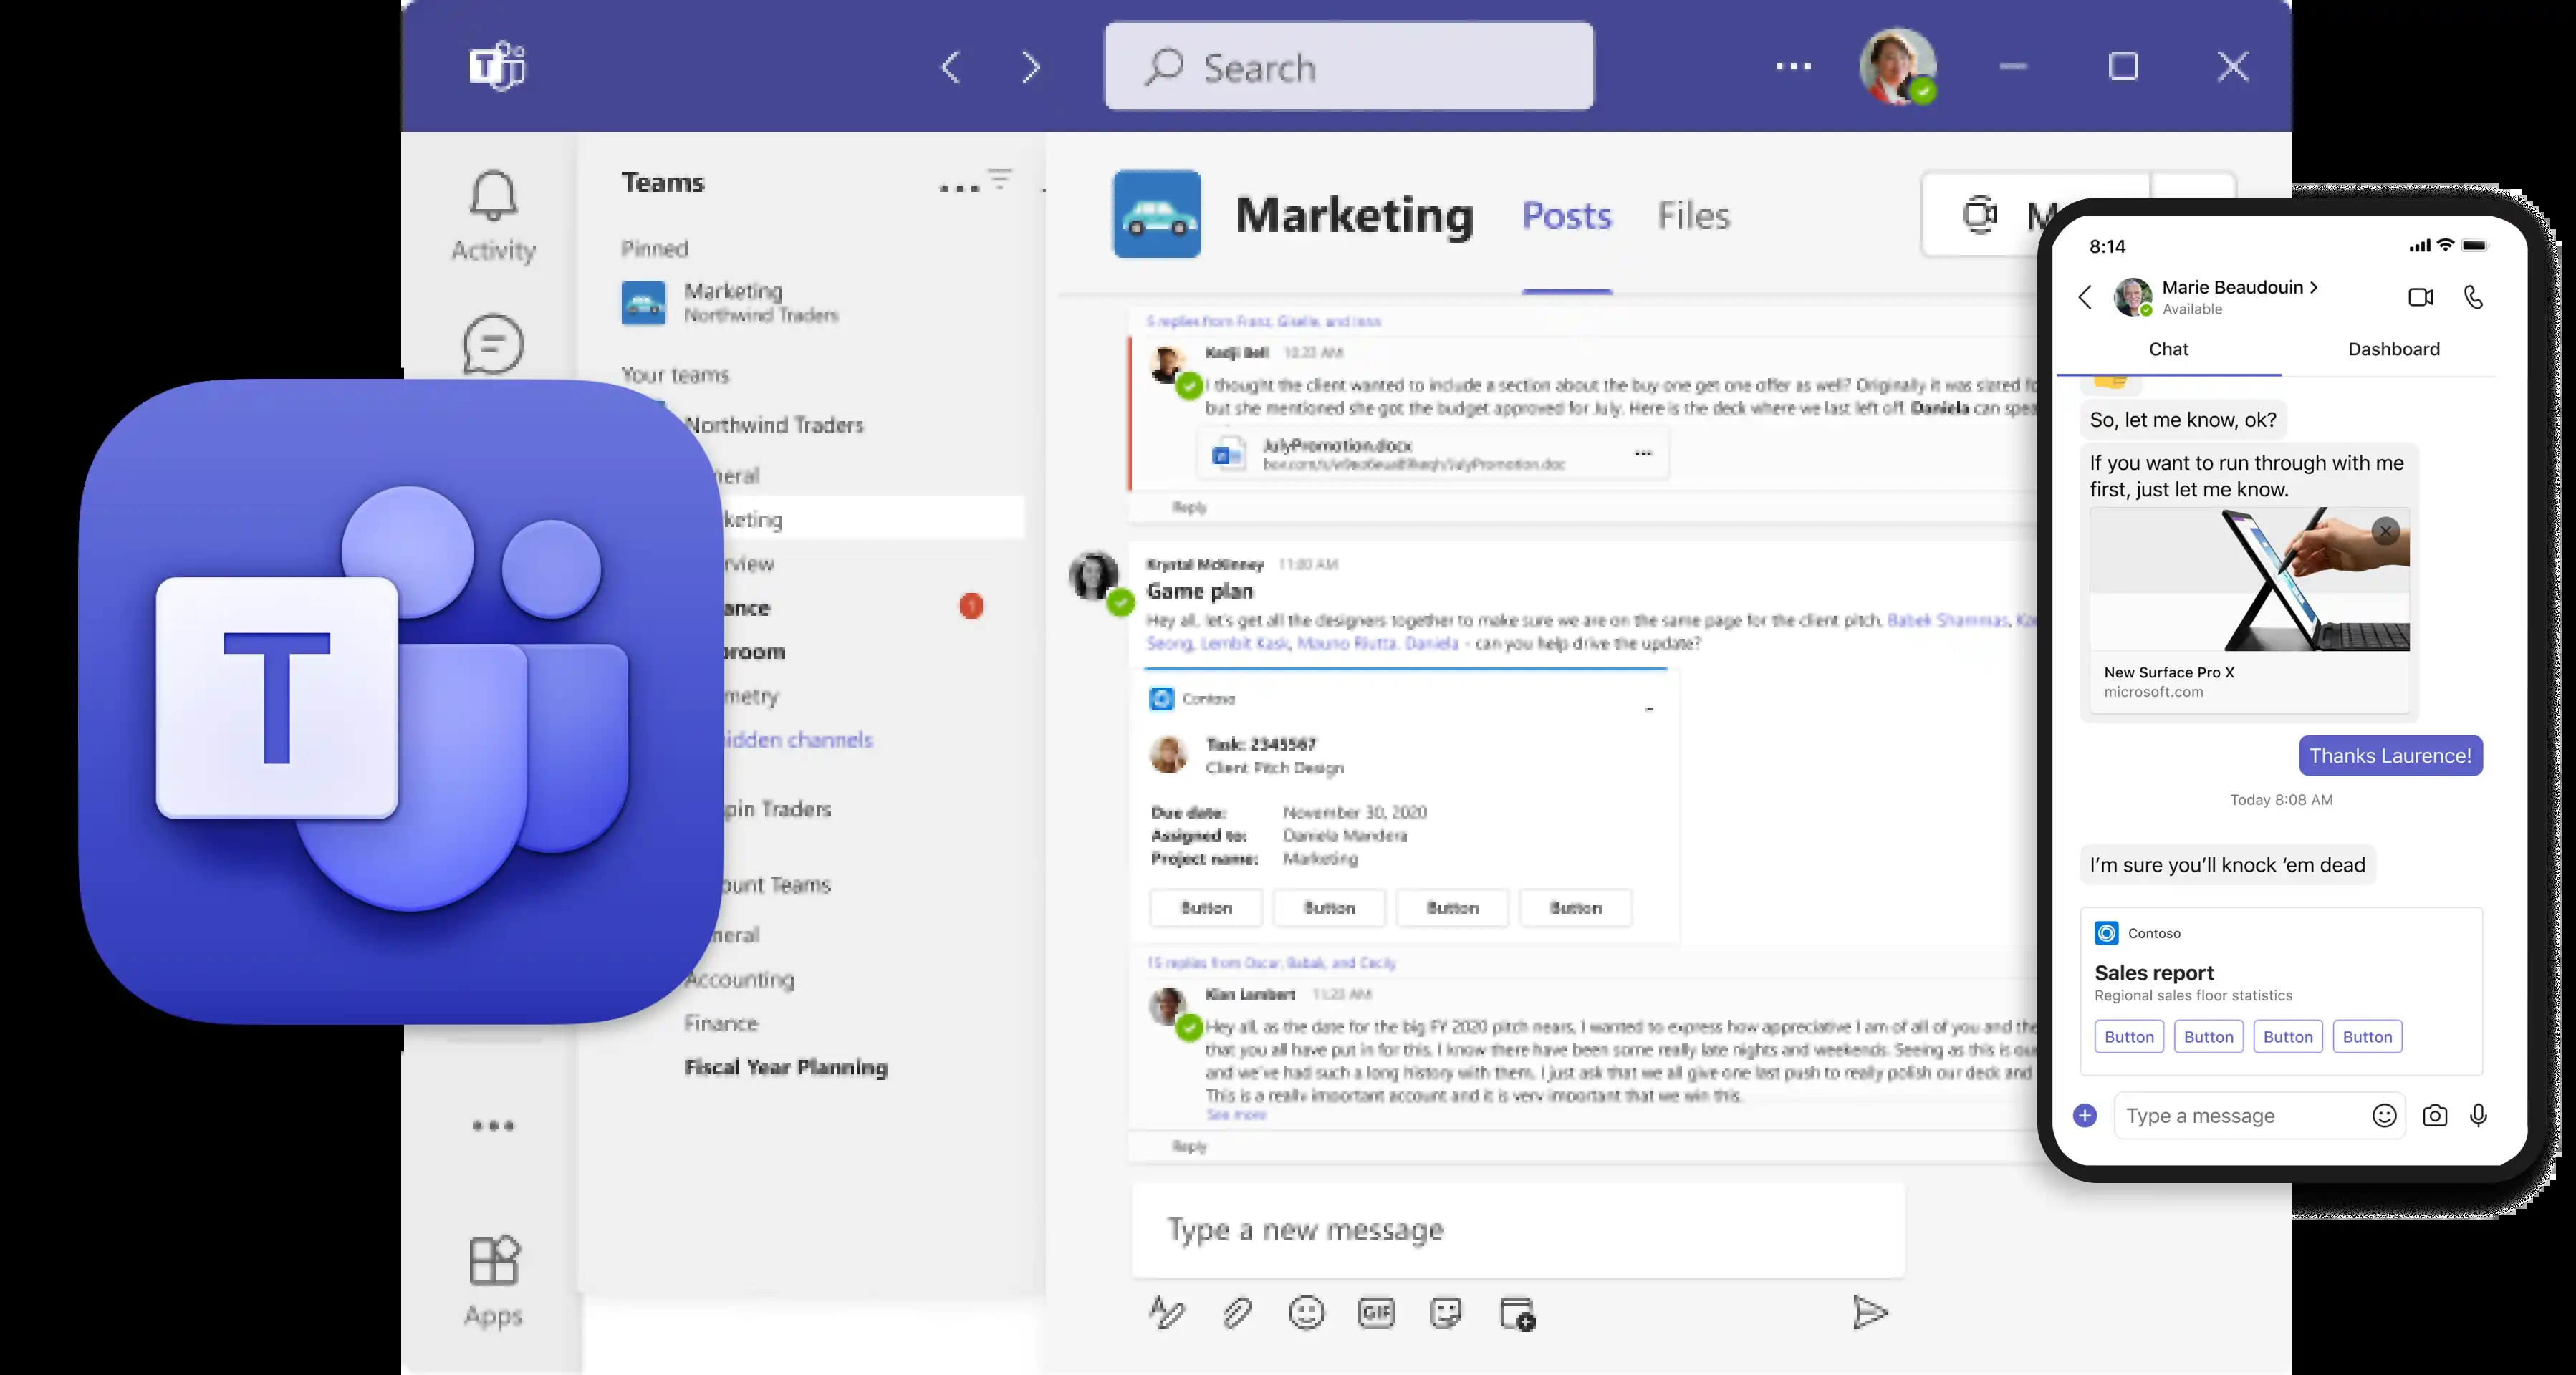 Search
Activity
Teams
Pinned
Marketing
Northwind Traders
Your teams
Northwind Traders
neral
keting
rview
ance
1
room
metry
idden channels
pin Traders
ount Teams
neral
Accounting
Finance
Fiscal Year Planning
Apps
Marketing
Posts
Files
M
5 replies from Franz, Giselle, and
Kadji Bell 10:22 AM
I thought the client wanted to include a section about the buy one get one offer as well? Originally it was slated
but she mentioned she got the budget approved for July. Here is the deck where we last left off. Daniela can spea
JulyPromotion.docx
Reply
Krystal McKinney 11:00 AM
Game plan
Hey all, let's get all the designers together to make sure we are on the same page for the client pitch. Babek Shammas,
Seong, Lembit Kask, Mauno Riutta, Daniela - can you help drive the update?
Contoso
Task: 2345567
Client Pitch Design
Due date: November 30, 2020
Assigned to: Daniela Mandera
Project name: Marketing
Button Button Button Button
15 replies from Oscar, Babak, and Cecily
Kian Lambert 11:22 AM
Hey all, as the date for the big FY 2020 pitch nears, I wanted to express how appreciative I am of all of you and the
that you all have put in for this. I know there have been some really late nights and weekends. Seeing as this is ou
and we've had such a long history with them, I just ask that we all give one last push to really polish our deck and
This is a really important account and it is very important that we win this.
See more
Reply
Type a new message
GIF
T
8:14
Marie Beaudouin
Available
Chat
Dashboard
So, let me know, ok?
If you want to run through with me
first, just let me know.
New Surface Pro X
microsoft.com
Thanks Laurence!
Today 8:08 AM
I'm sure you'll knock ‘em dead
Contoso
Sales report
Regional sales floor statistics
Button Button Button Button
Type a message